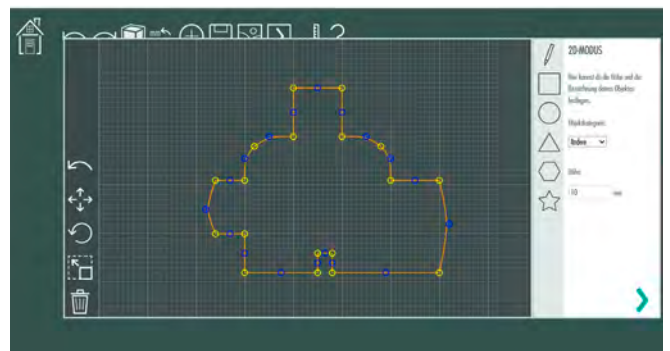 2D-MODUS
Hier kannst du die Höhe und die
Bezeichnung deines Objektes
festlegen.
Objektkategorie:
Andere
Höhe:
10 mm